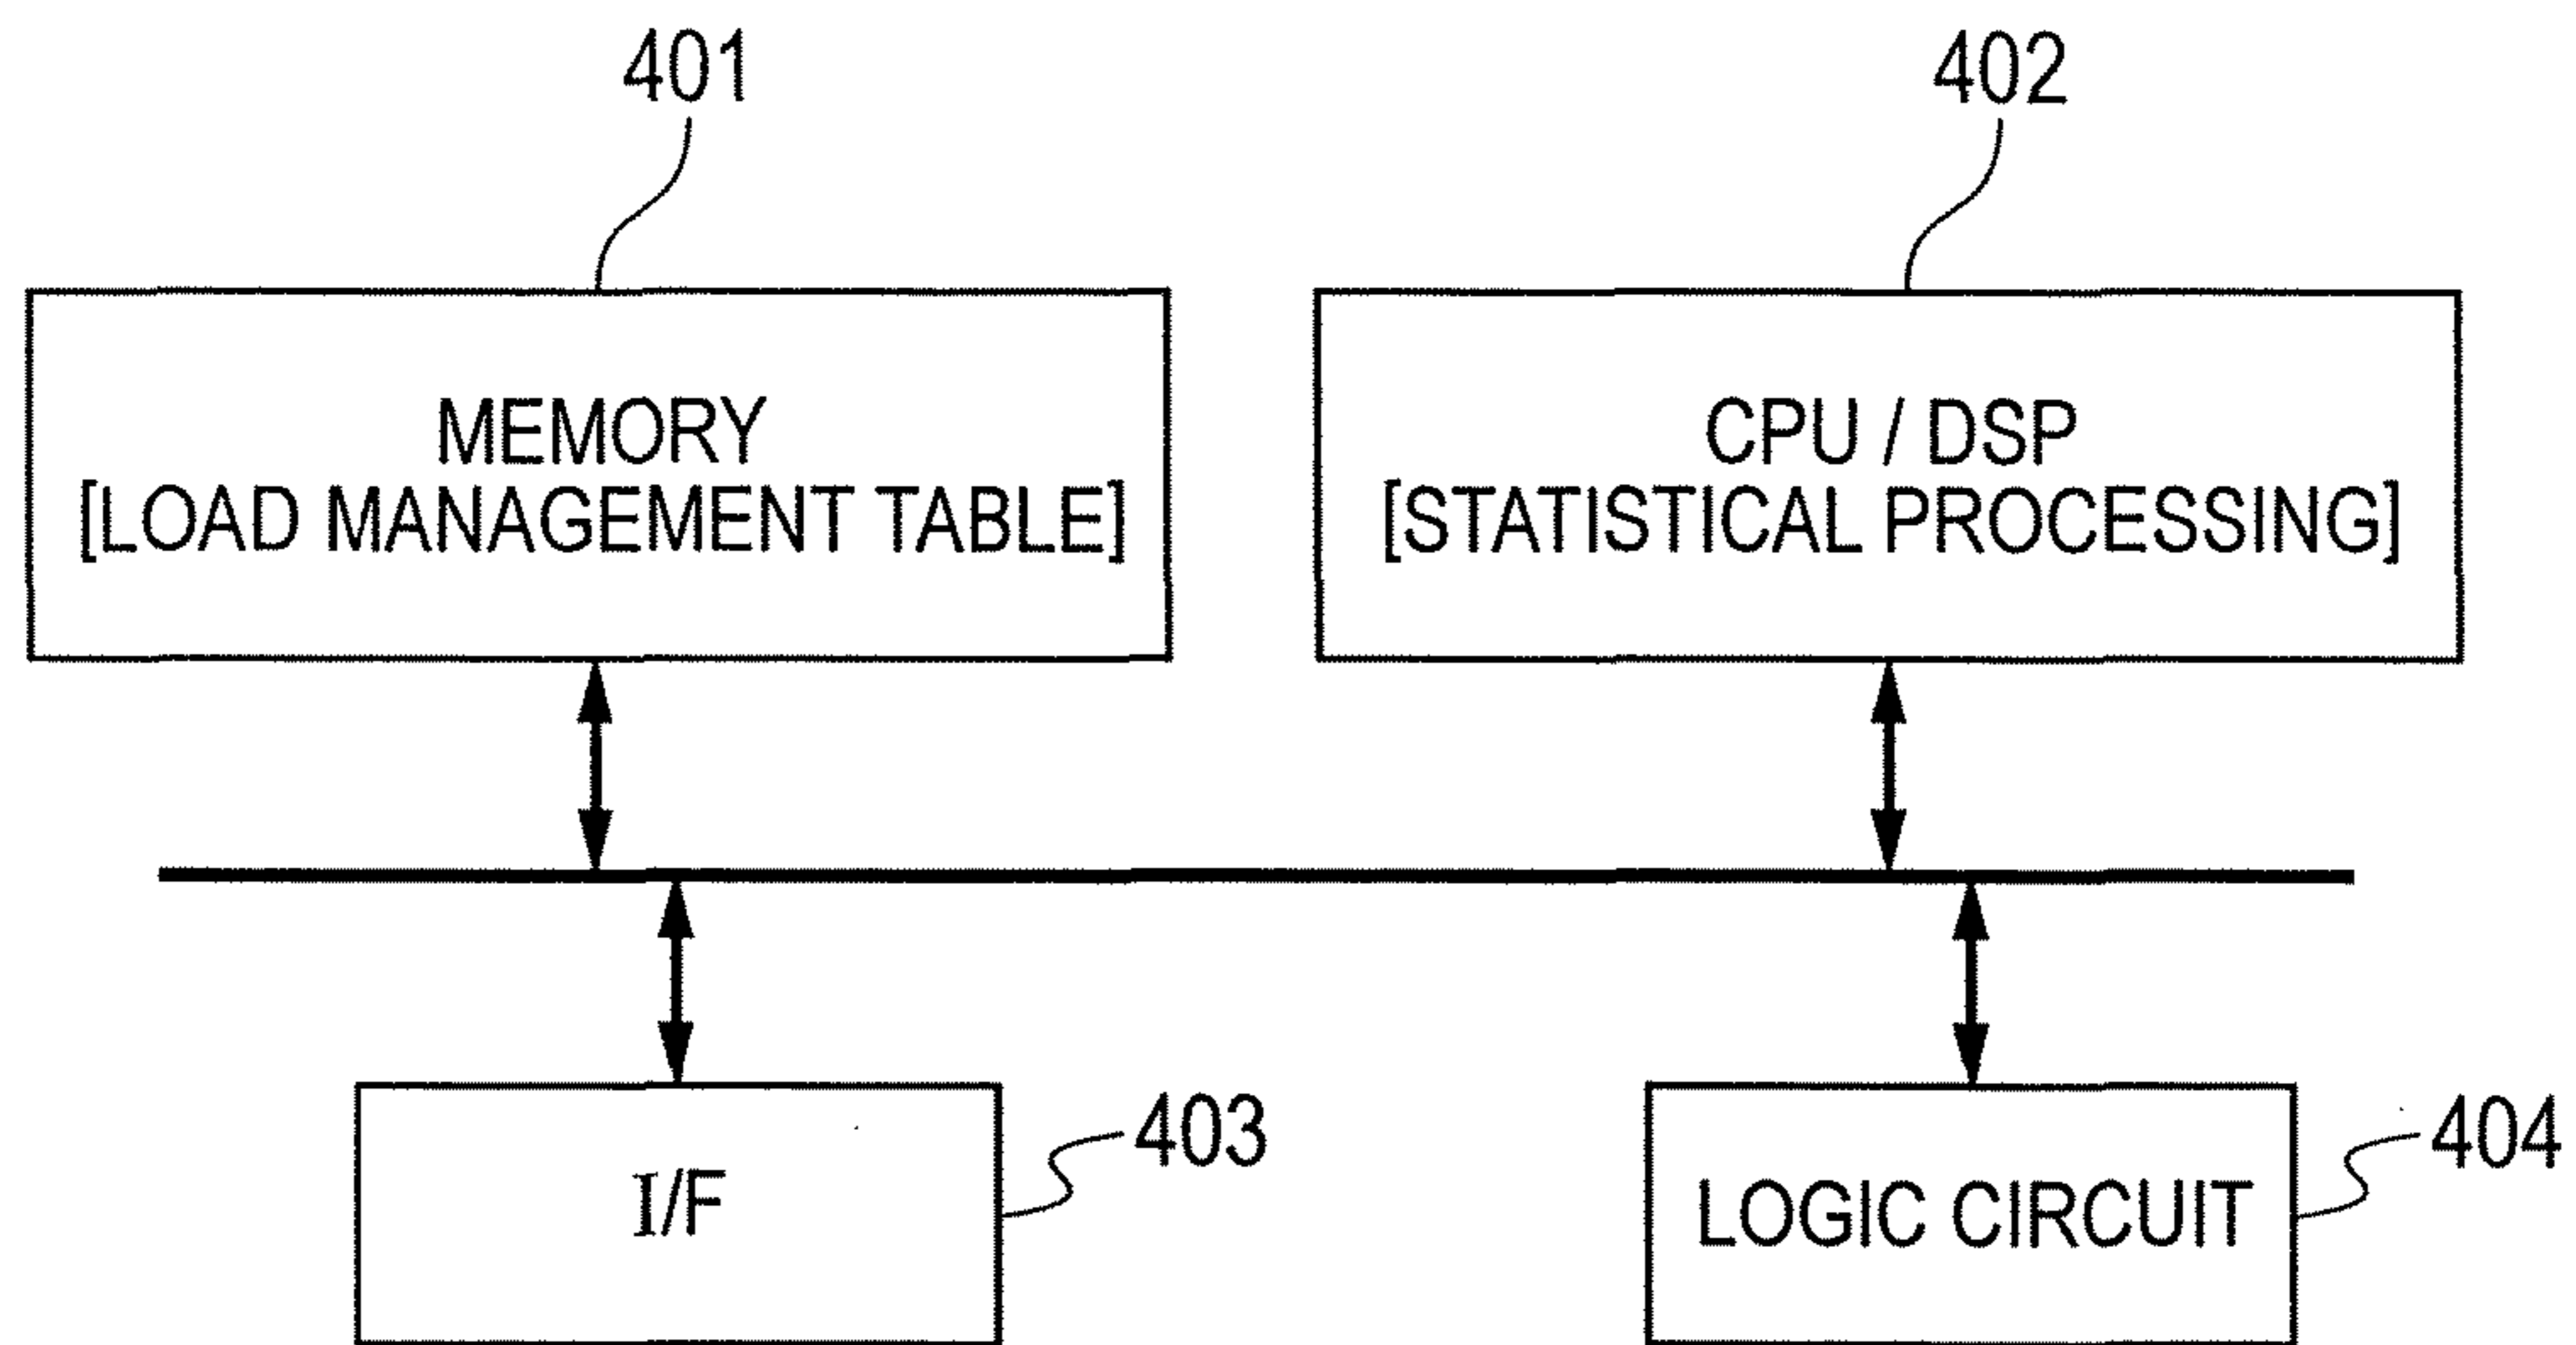 401
402
MEMORY
[LOAD MANAGEMENT TABLE]
CPU / DSP
[STATISTICAL PROCESSING]
403
I/F
404
LOGIC CIRCUIT